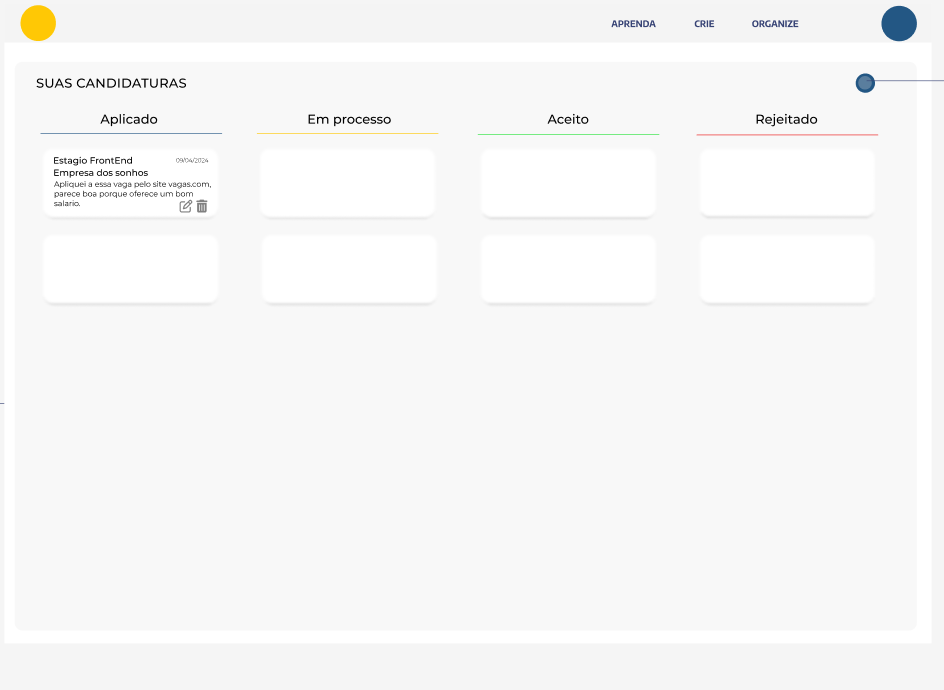 APRENDA CRIE ORGANIZE
SUAS CANDIDATURAS
Aplicado Em processo Aceito Rejeitado
Estagio FrontEnd 09/04/2024
Empresa dos sonhos
Apliquei a essa vaga pelo site vagas.com,
parece boa porque oferece um bom
salario.